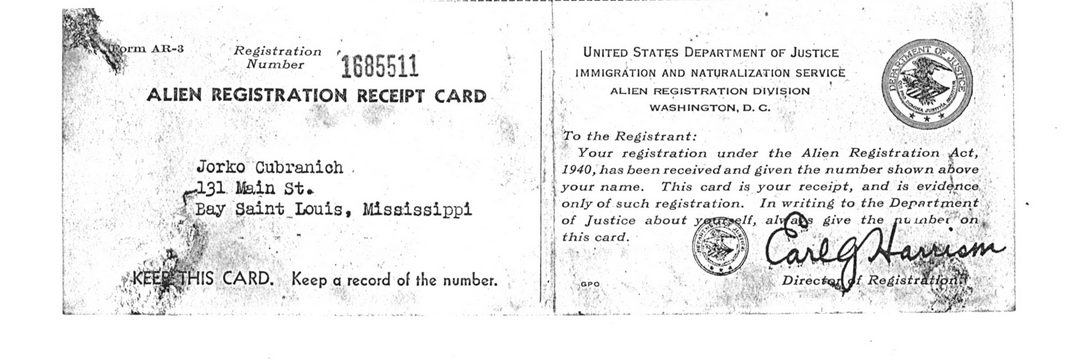 Form AR-3
Registration
Number 1685511
ALIEN REGISTRATION RECEIPT CARD
Jorko Cubranich
131 Main St.
Bay Saint Louis, Mississippi
KEEP THIS CARD. Keep a record of the number.
UNITED STATES DEPARTMENT OF JUSTICE
IMMIGRATION AND NATURALIZATION SERVICE
ALIEN REGISTRATION DIVISION
WASHINGTON, D. C.
DEPARTMENT OF JUSTICE
To the Registrant:
Your registration under the Alien Registration Act,
1940, has been received and given the number shown above
your name. This card is your receipt, and is evidence
only of such registration. In writing to the Department
of Justice about yourself, always give the number on
this card.
Earl G Harrison
Director of Registration.
GPO